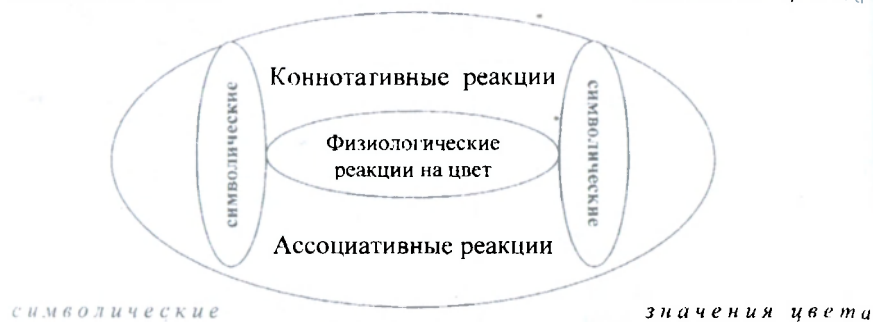 Коннотативные реакции
символические
Физиологические
реакции на цвет
символические
Ассоциативные реакции
символические значения цвета